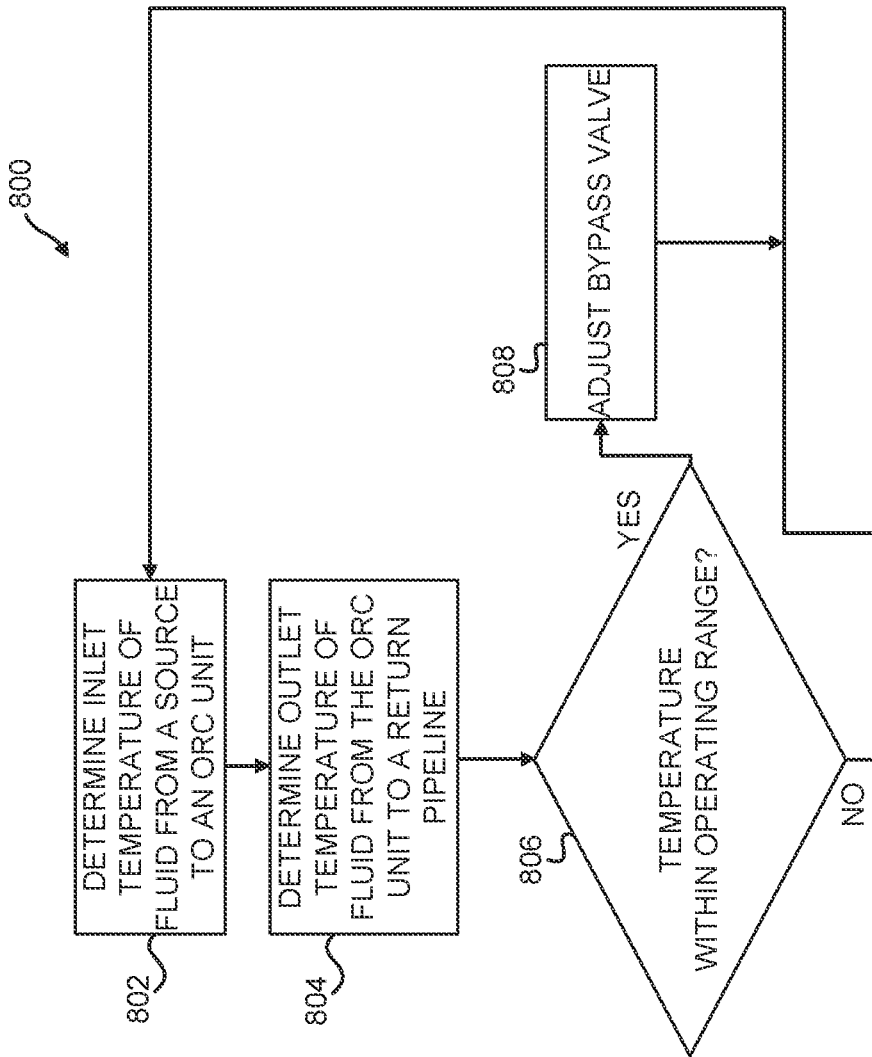 800
DETERMINE INLET
TEMPERATURE OF
FLUID FROM A SOURCE
TO AN ORC UNIT
802
DETERMINE OUTLET
TEMPERATURE OF
FLUID FROM THE ORC
UNIT TO A RETURN
PIPELINE
804
TEMPERATURE
WITHIN OPERATING RANGE?
806
YES
NO
ADJUST BYPASS VALVE
808